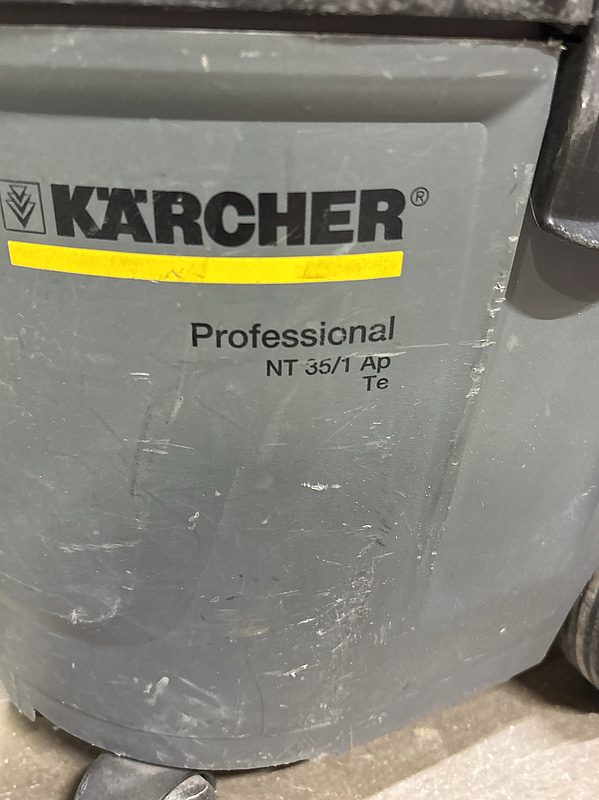 KÄRCHER®
Professional
NT 35/1 Ap
Te